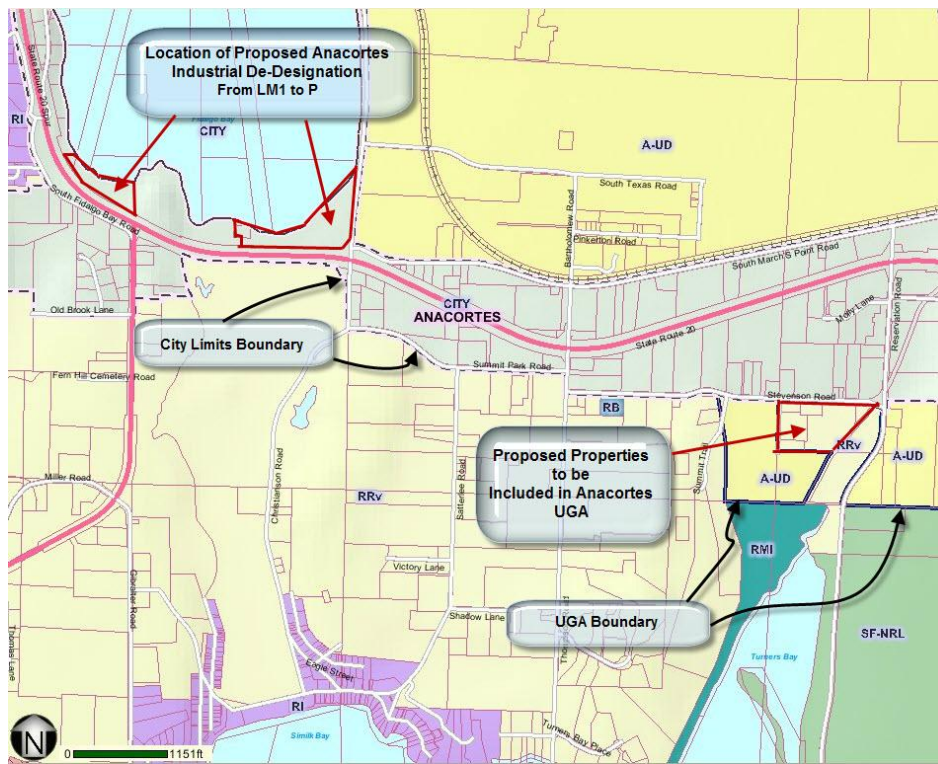 Location of Proposed Anacortes
Industrial De-Designation
From LM1 to P
Fidalgo Bay
CITY
State Route 20 Spur
RI
A-UD
South Texas Road
Bartholomew Road
Pinkerton Road
South Fidalgo Bay Road
South March'S Point Road
Reservation Road
Molly Lane
CITY
ANACORTES
State Route 20
Old Brook Lane
City Limits Boundary
Summit Park Road
Fern Hill Cemetery Road
Stevenson Road
RB
RRv
A-UD
Proposed Properties
to be
Included in Anacortes
UGA
A-UD
Summit Trail
Satterlee Road
Christianson Road
RRv
Miller Road
RMI
Victory Lane
Gibralter Road
Shadow Lane
UGA Boundary
SF-NRL
Turners Bay
Thomas Lane
Eagle Street
RI
Similk Bay
Turners Bay Place
N
0 1151ft